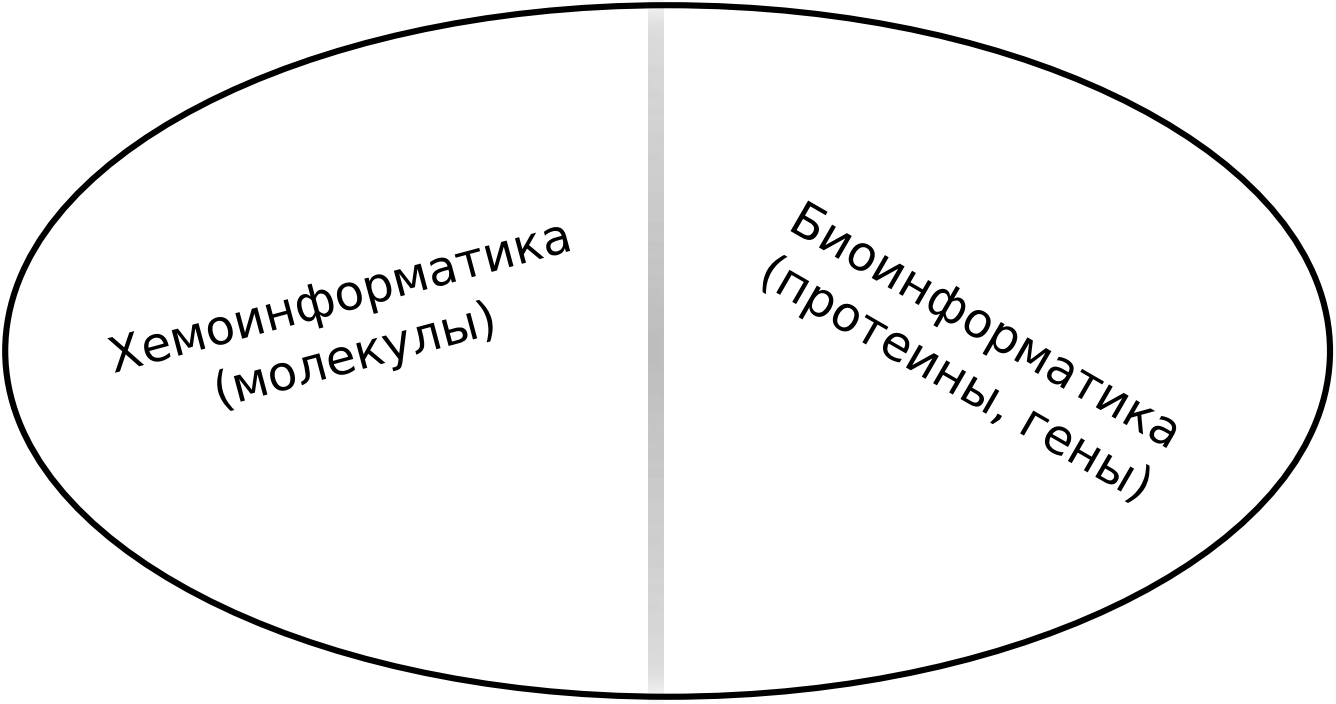 Хемоинформатика
(молекулы)
Биоинформатика
(протеины, гены)